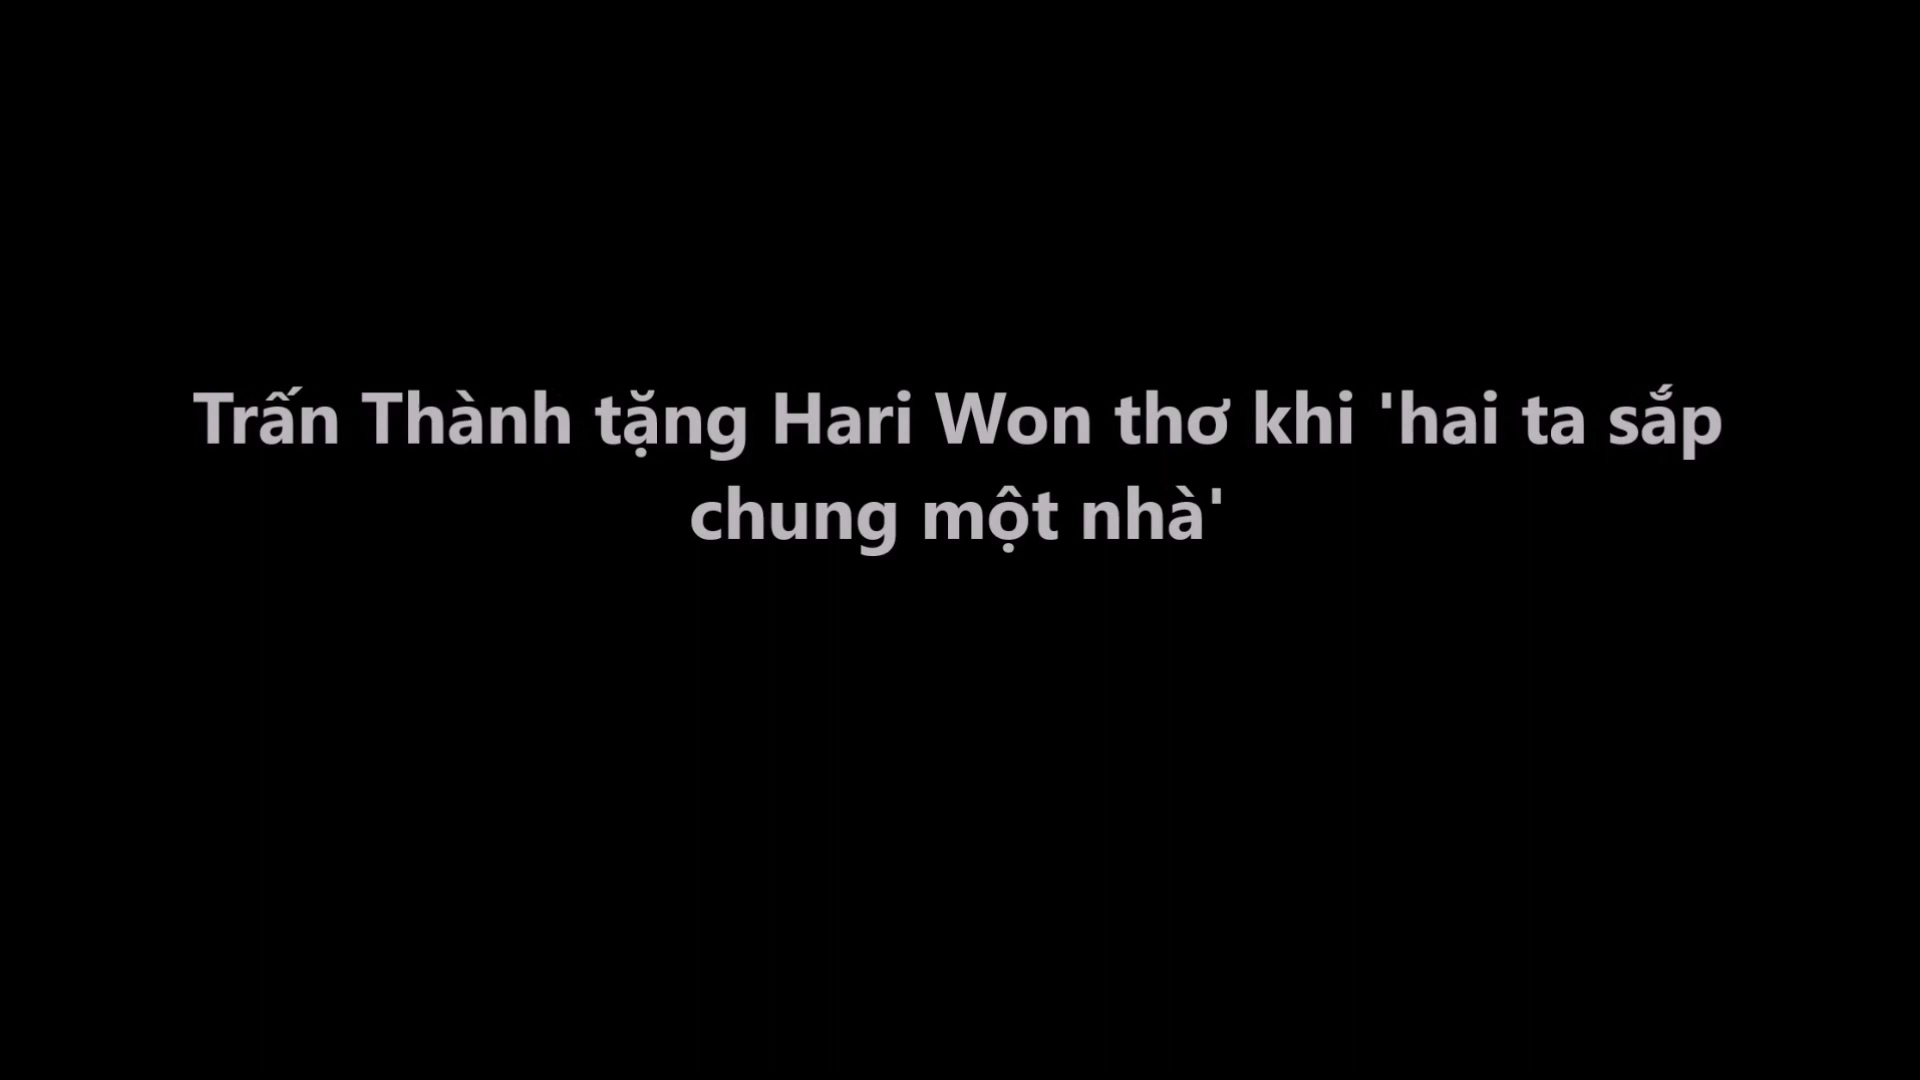 Trấn Thành tặng Hari Won thơ khi 'hai ta sắp
chung một nhà'